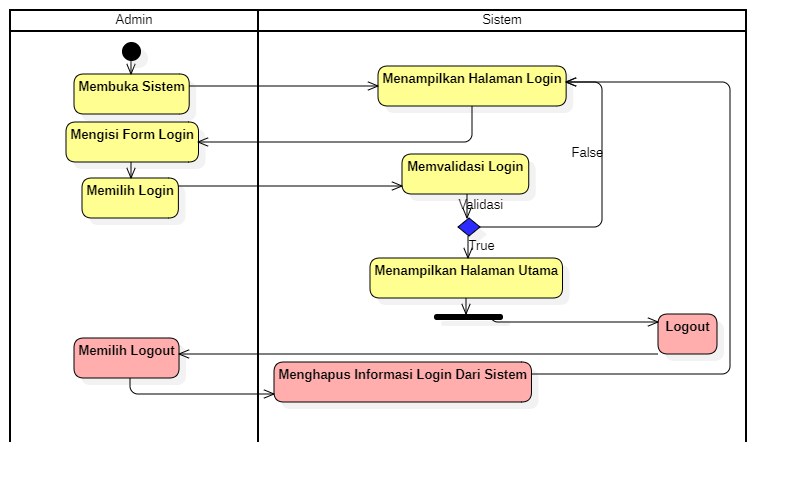 Admin
Sistem
Membuka Sistem
Menampilkan Halaman Login
Mengisi Form Login
False
Memvalidasi Login
Memilih Login
Validasi
True
Menampilkan Halaman Utama
Logout
Memilih Logout
Menghapus Informasi Login Dari Sistem